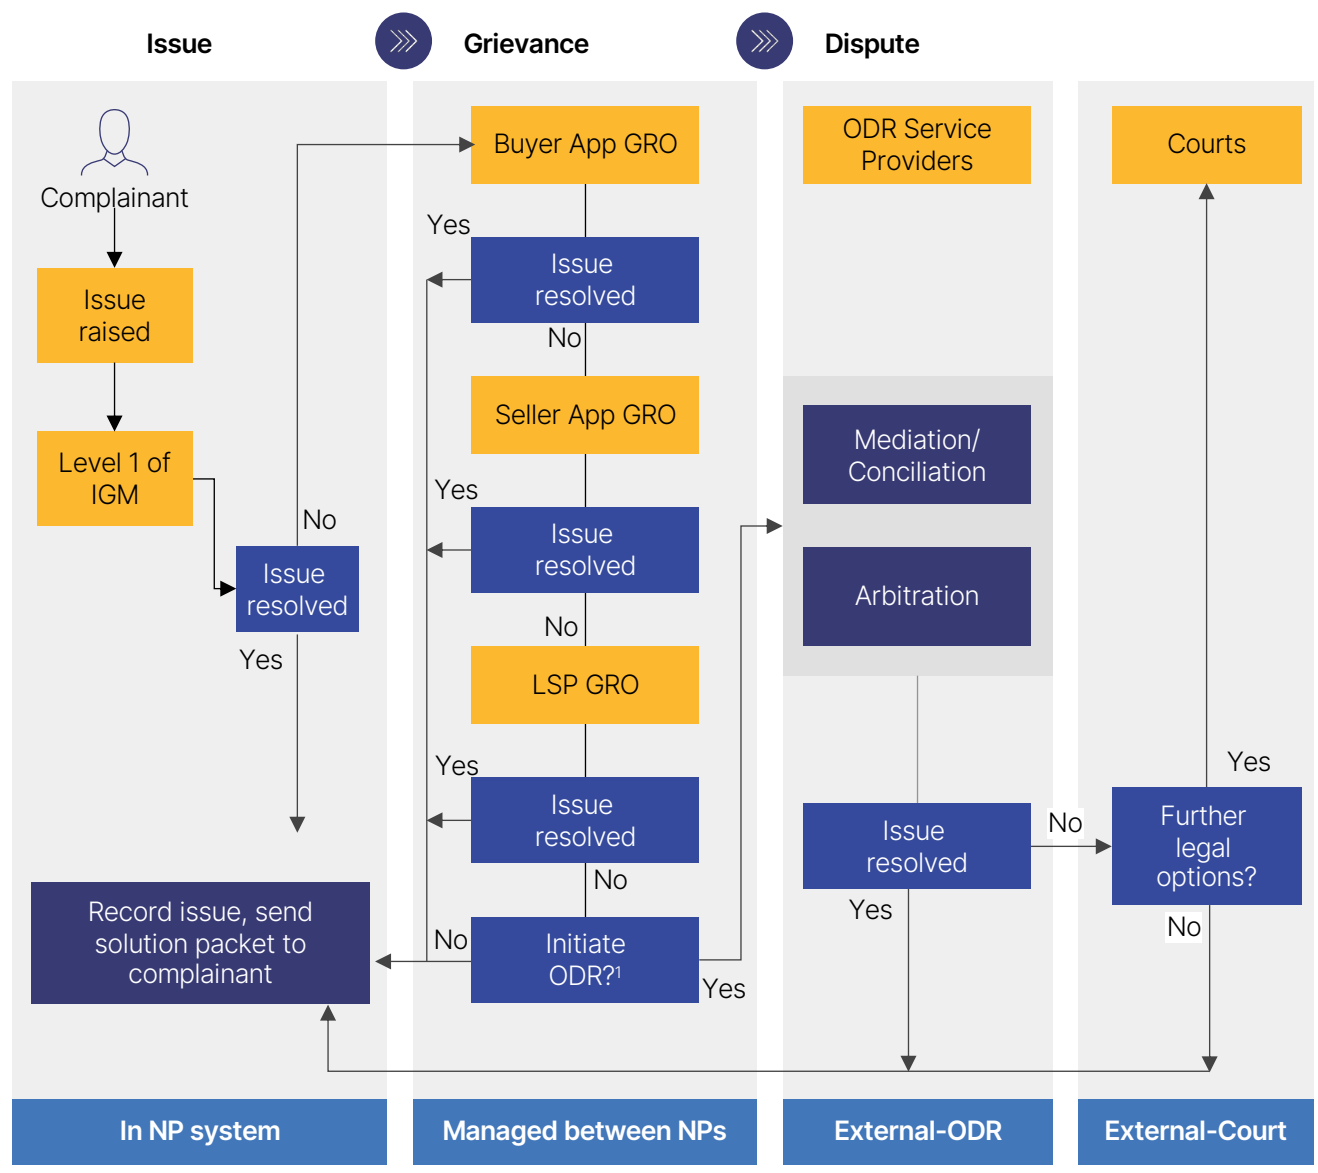 Issue
Grievance
Dispute
Complainant
Issue
raised
Level 1 of
IGM
No
Issue
resolved
Yes
Record issue, send
solution packet to
complainant
In NP system
Buyer App GRO
Yes
Issue
resolved
No
Seller App GRO
Yes
Issue
resolved
No
LSP GRO
Yes
Issue
resolved
No
No
Initiate
ODR?¹
Yes
Managed between NPs
ODR Service
Providers
Mediation/
Conciliation
Arbitration
Issue
resolved
No
Yes
External-ODR
Courts
Yes
Further
legal
options?
No
External-Court